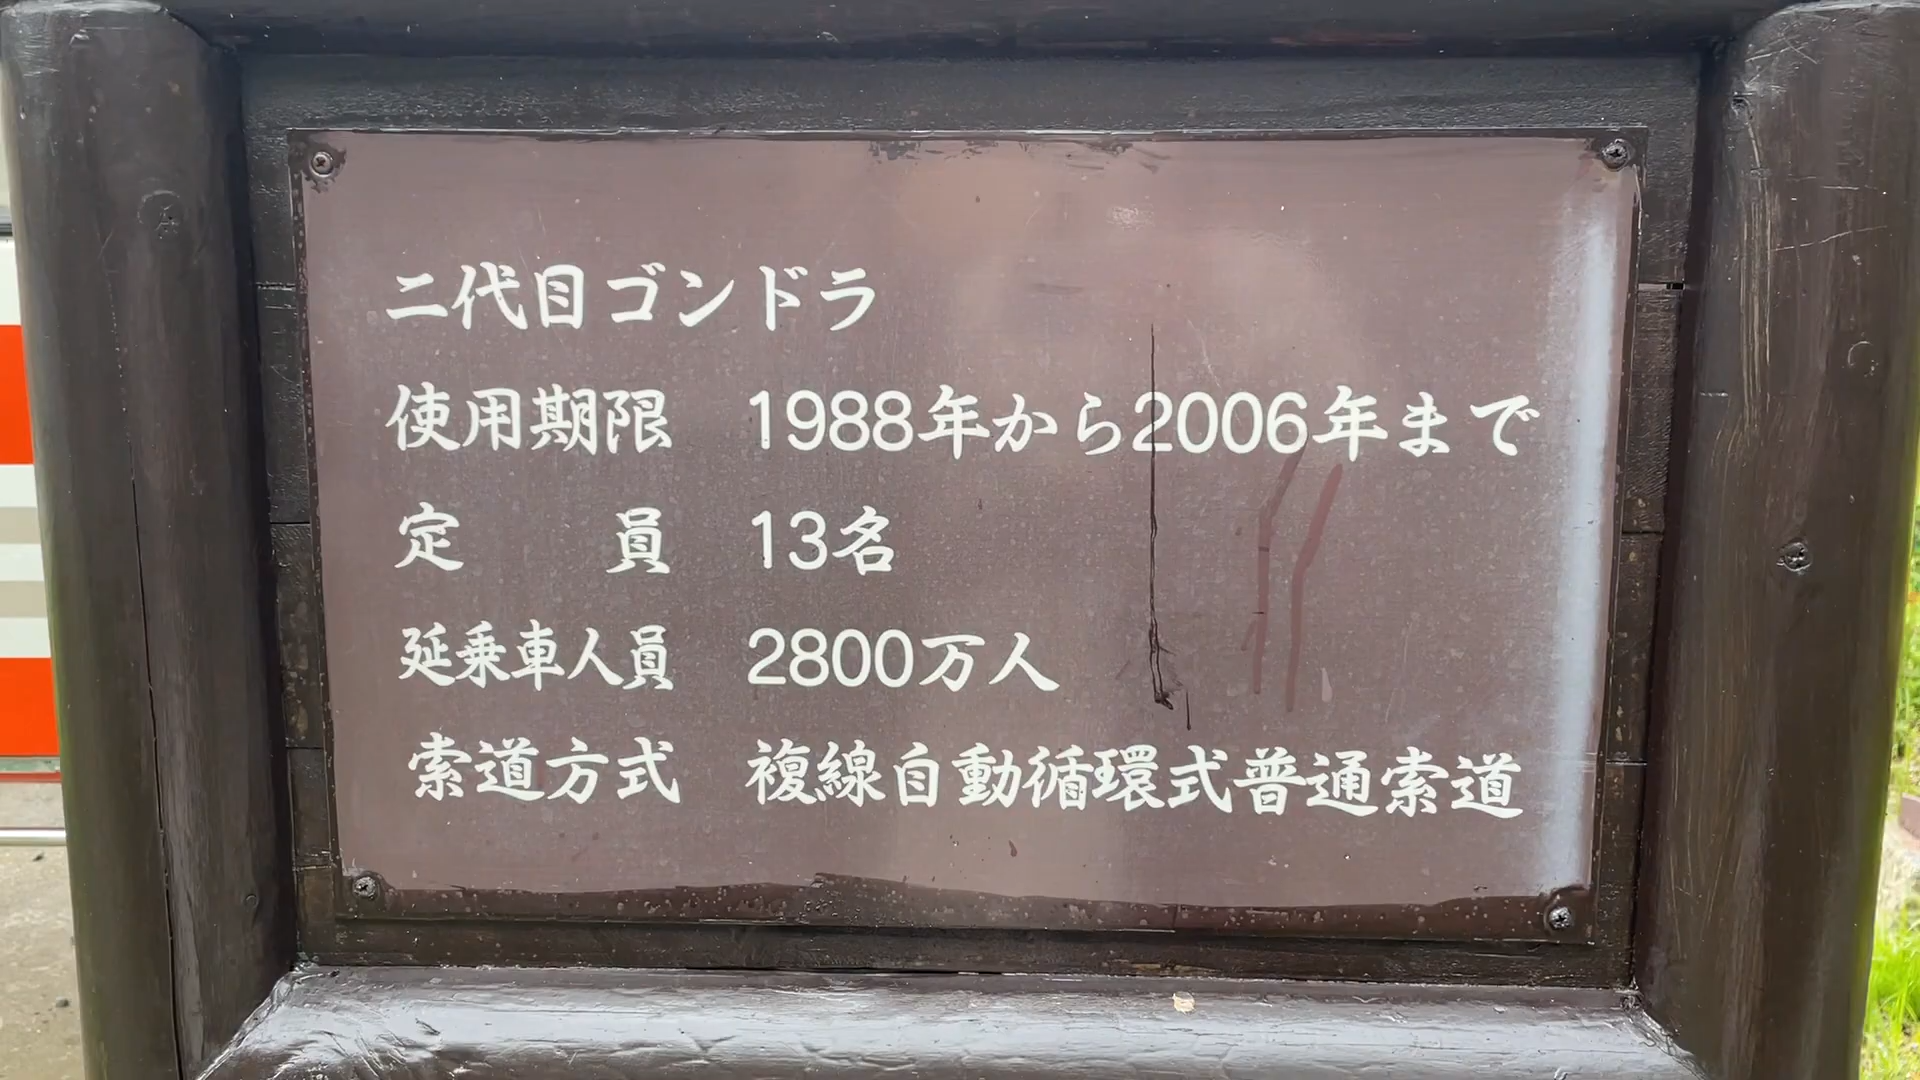 二代目ゴンドラ
使用期限　1988年から2006年まで
定　　員　13名
延乗車人員　2800万人
索道方式　複線自動循環式普通索道